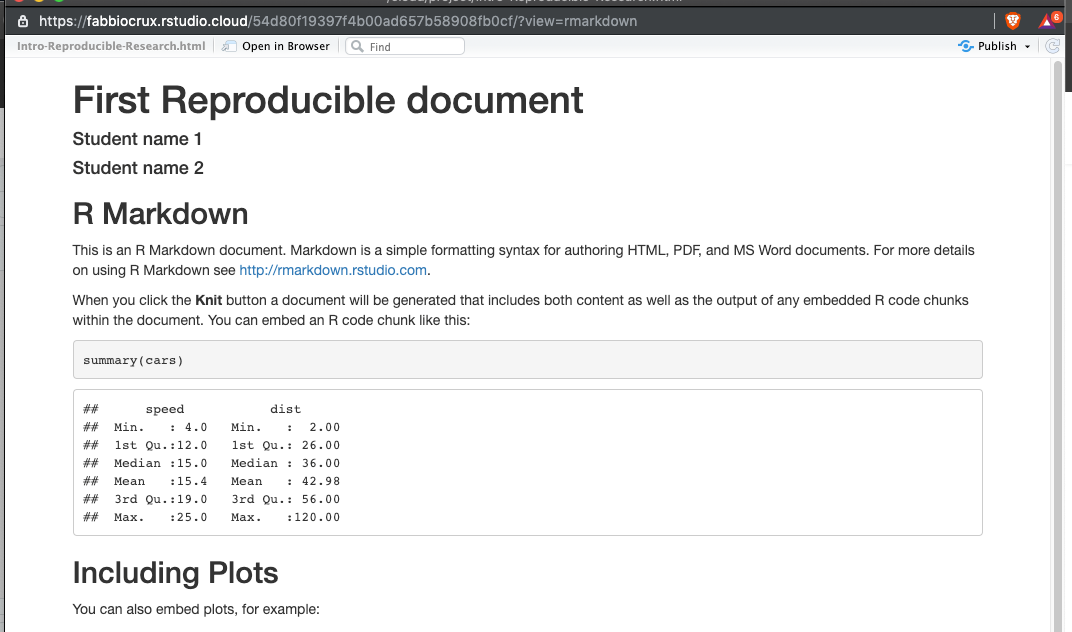 https://fabbiocrux.rstudio.cloud/54d80f19397f4b00ad657b58908fb0cf/?view=rmarkdown
6
Intro-Reproducible-Research.html Open in Browser Find Publish
First Reproducible document
Student name 1
Student name 2
R Markdown
This is an R Markdown document. Markdown is a simple formatting syntax for authoring HTML, PDF, and MS Word documents. For more details
on using R Markdown see http://rmarkdown.rstudio.com.
When you click the Knit button a document will be generated that includes both content as well as the output of any embedded R code chunks
within the document. You can embed an R code chunk like this:
summary(cars)
##      speed           dist
##  Min.   : 4.0   Min.   :  2.00
##  1st Qu.:12.0   1st Qu.: 26.00
##  Median :15.0   Median : 36.00
##  Mean   :15.4   Mean   : 42.98
##  3rd Qu.:19.0   3rd Qu.: 56.00
##  Max.   :25.0   Max.   :120.00
Including Plots
You can also embed plots, for example: